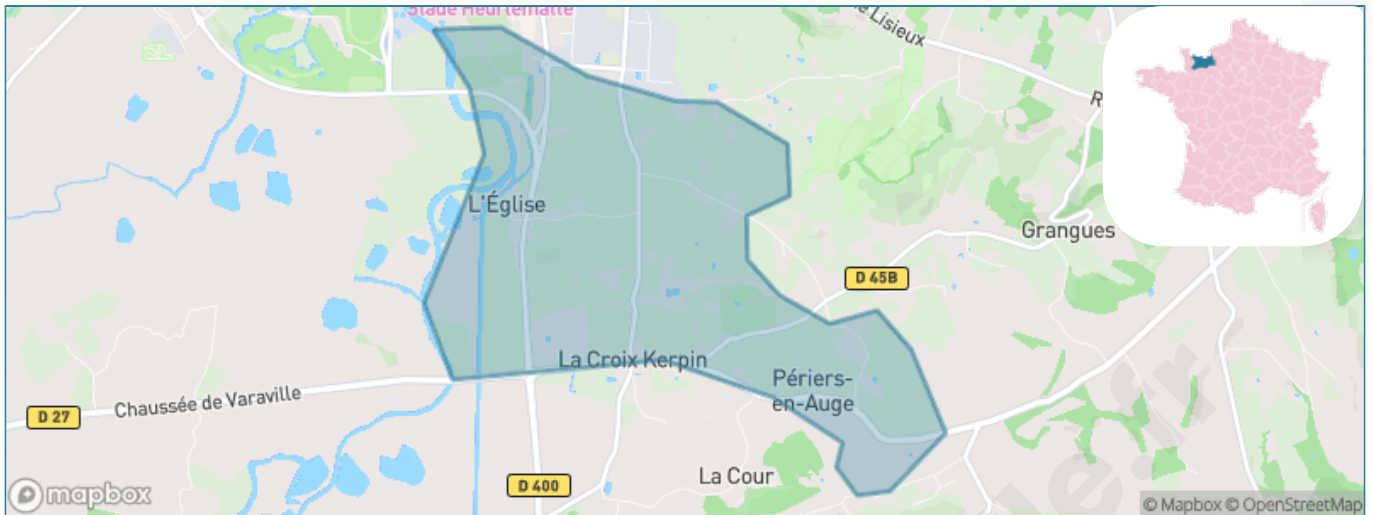 Stade Heurtematte
Lisieux
L'Église
Grangues
D 45B
La Croix Kerpin
Périers-
en-Auge
Chaussée de Varaville
D 27
La Cour
D 400
mapbox
© Mapbox © OpenStreetMap